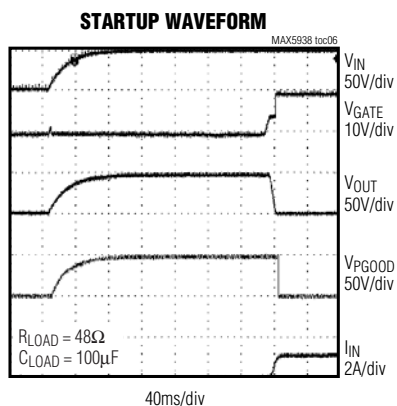 STARTUP WAVEFORM
MAX5938 toc06
VIN
50V/div
VGATE
10V/div
VOUT
50V/div
VPGOOD
50V/div
RLOAD = 48Ω
CLOAD = 100μF
IIN
2A/div
40ms/div